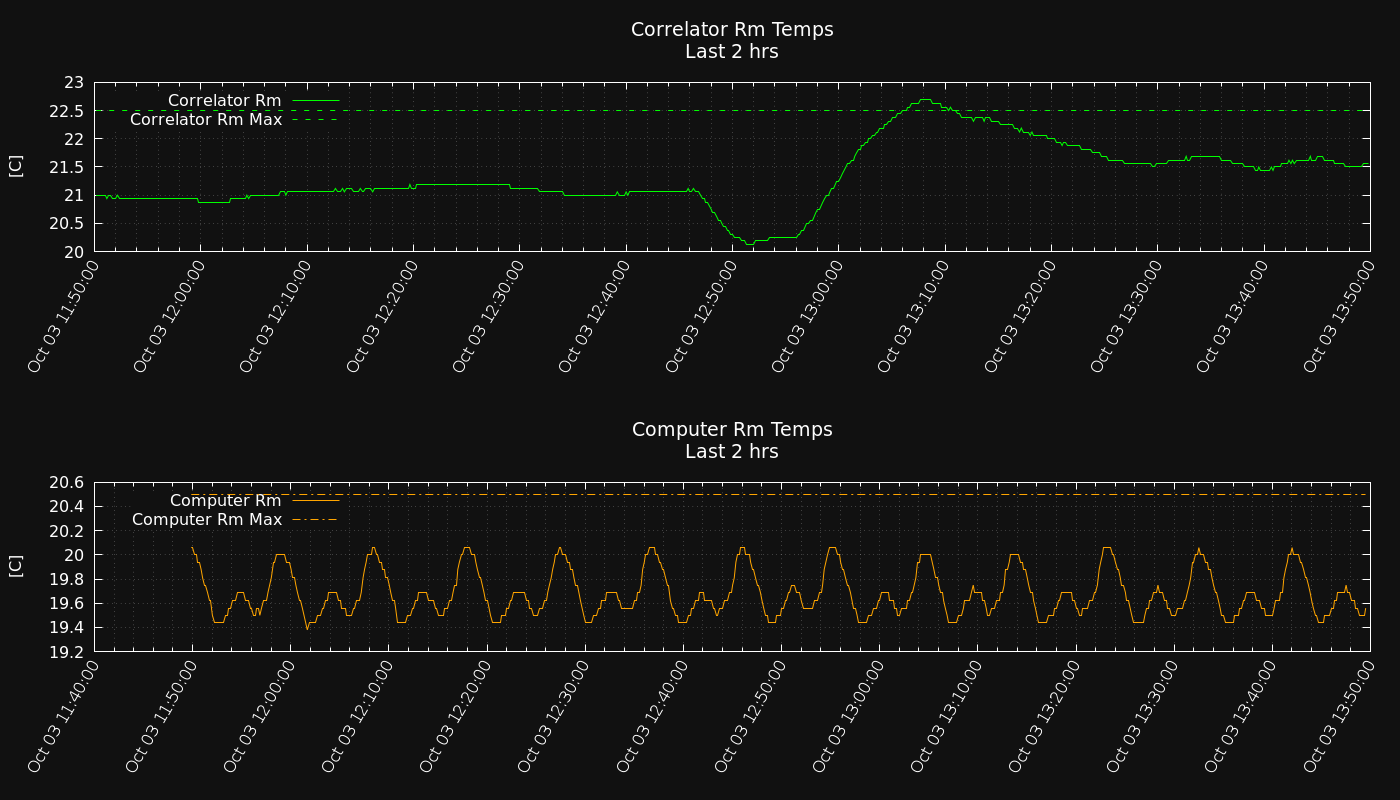 Correlator Rm Temps
Last 2 hrs
Correlator Rm
Correlator Rm Max
[C]
23
22.5
22
21.5
21
20.5
20
Oct 03 11:50:00
Oct 03 12:00:00
Oct 03 12:10:00
Oct 03 12:20:00
Oct 03 12:30:00
Oct 03 12:40:00
Oct 03 12:50:00
Oct 03 13:00:00
Oct 03 13:10:00
Oct 03 13:20:00
Oct 03 13:30:00
Oct 03 13:40:00
Oct 03 13:50:00
Computer Rm Temps
Last 2 hrs
Computer Rm
Computer Rm Max
[C]
20.6
20.4
20.2
20
19.8
19.6
19.4
19.2
Oct 03 11:40:00
Oct 03 11:50:00
Oct 03 12:00:00
Oct 03 12:10:00
Oct 03 12:20:00
Oct 03 12:30:00
Oct 03 12:40:00
Oct 03 12:50:00
Oct 03 13:00:00
Oct 03 13:10:00
Oct 03 13:20:00
Oct 03 13:30:00
Oct 03 13:40:00
Oct 03 13:50:00